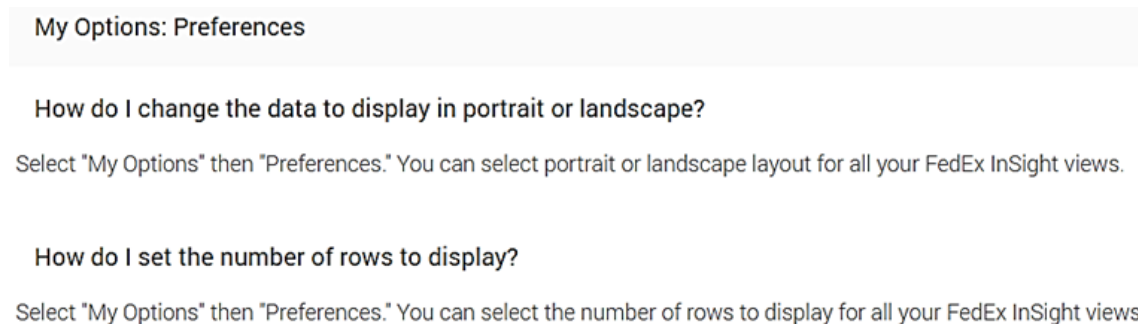 My Options: Preferences
How do I change the data to display in portrait or landscape?
Select "My Options" then "Preferences." You can select portrait or landscape layout for all your FedEx InSight views.
How do I set the number of rows to display?
Select "My Options" then "Preferences." You can select the number of rows to display for all your FedEx InSight views